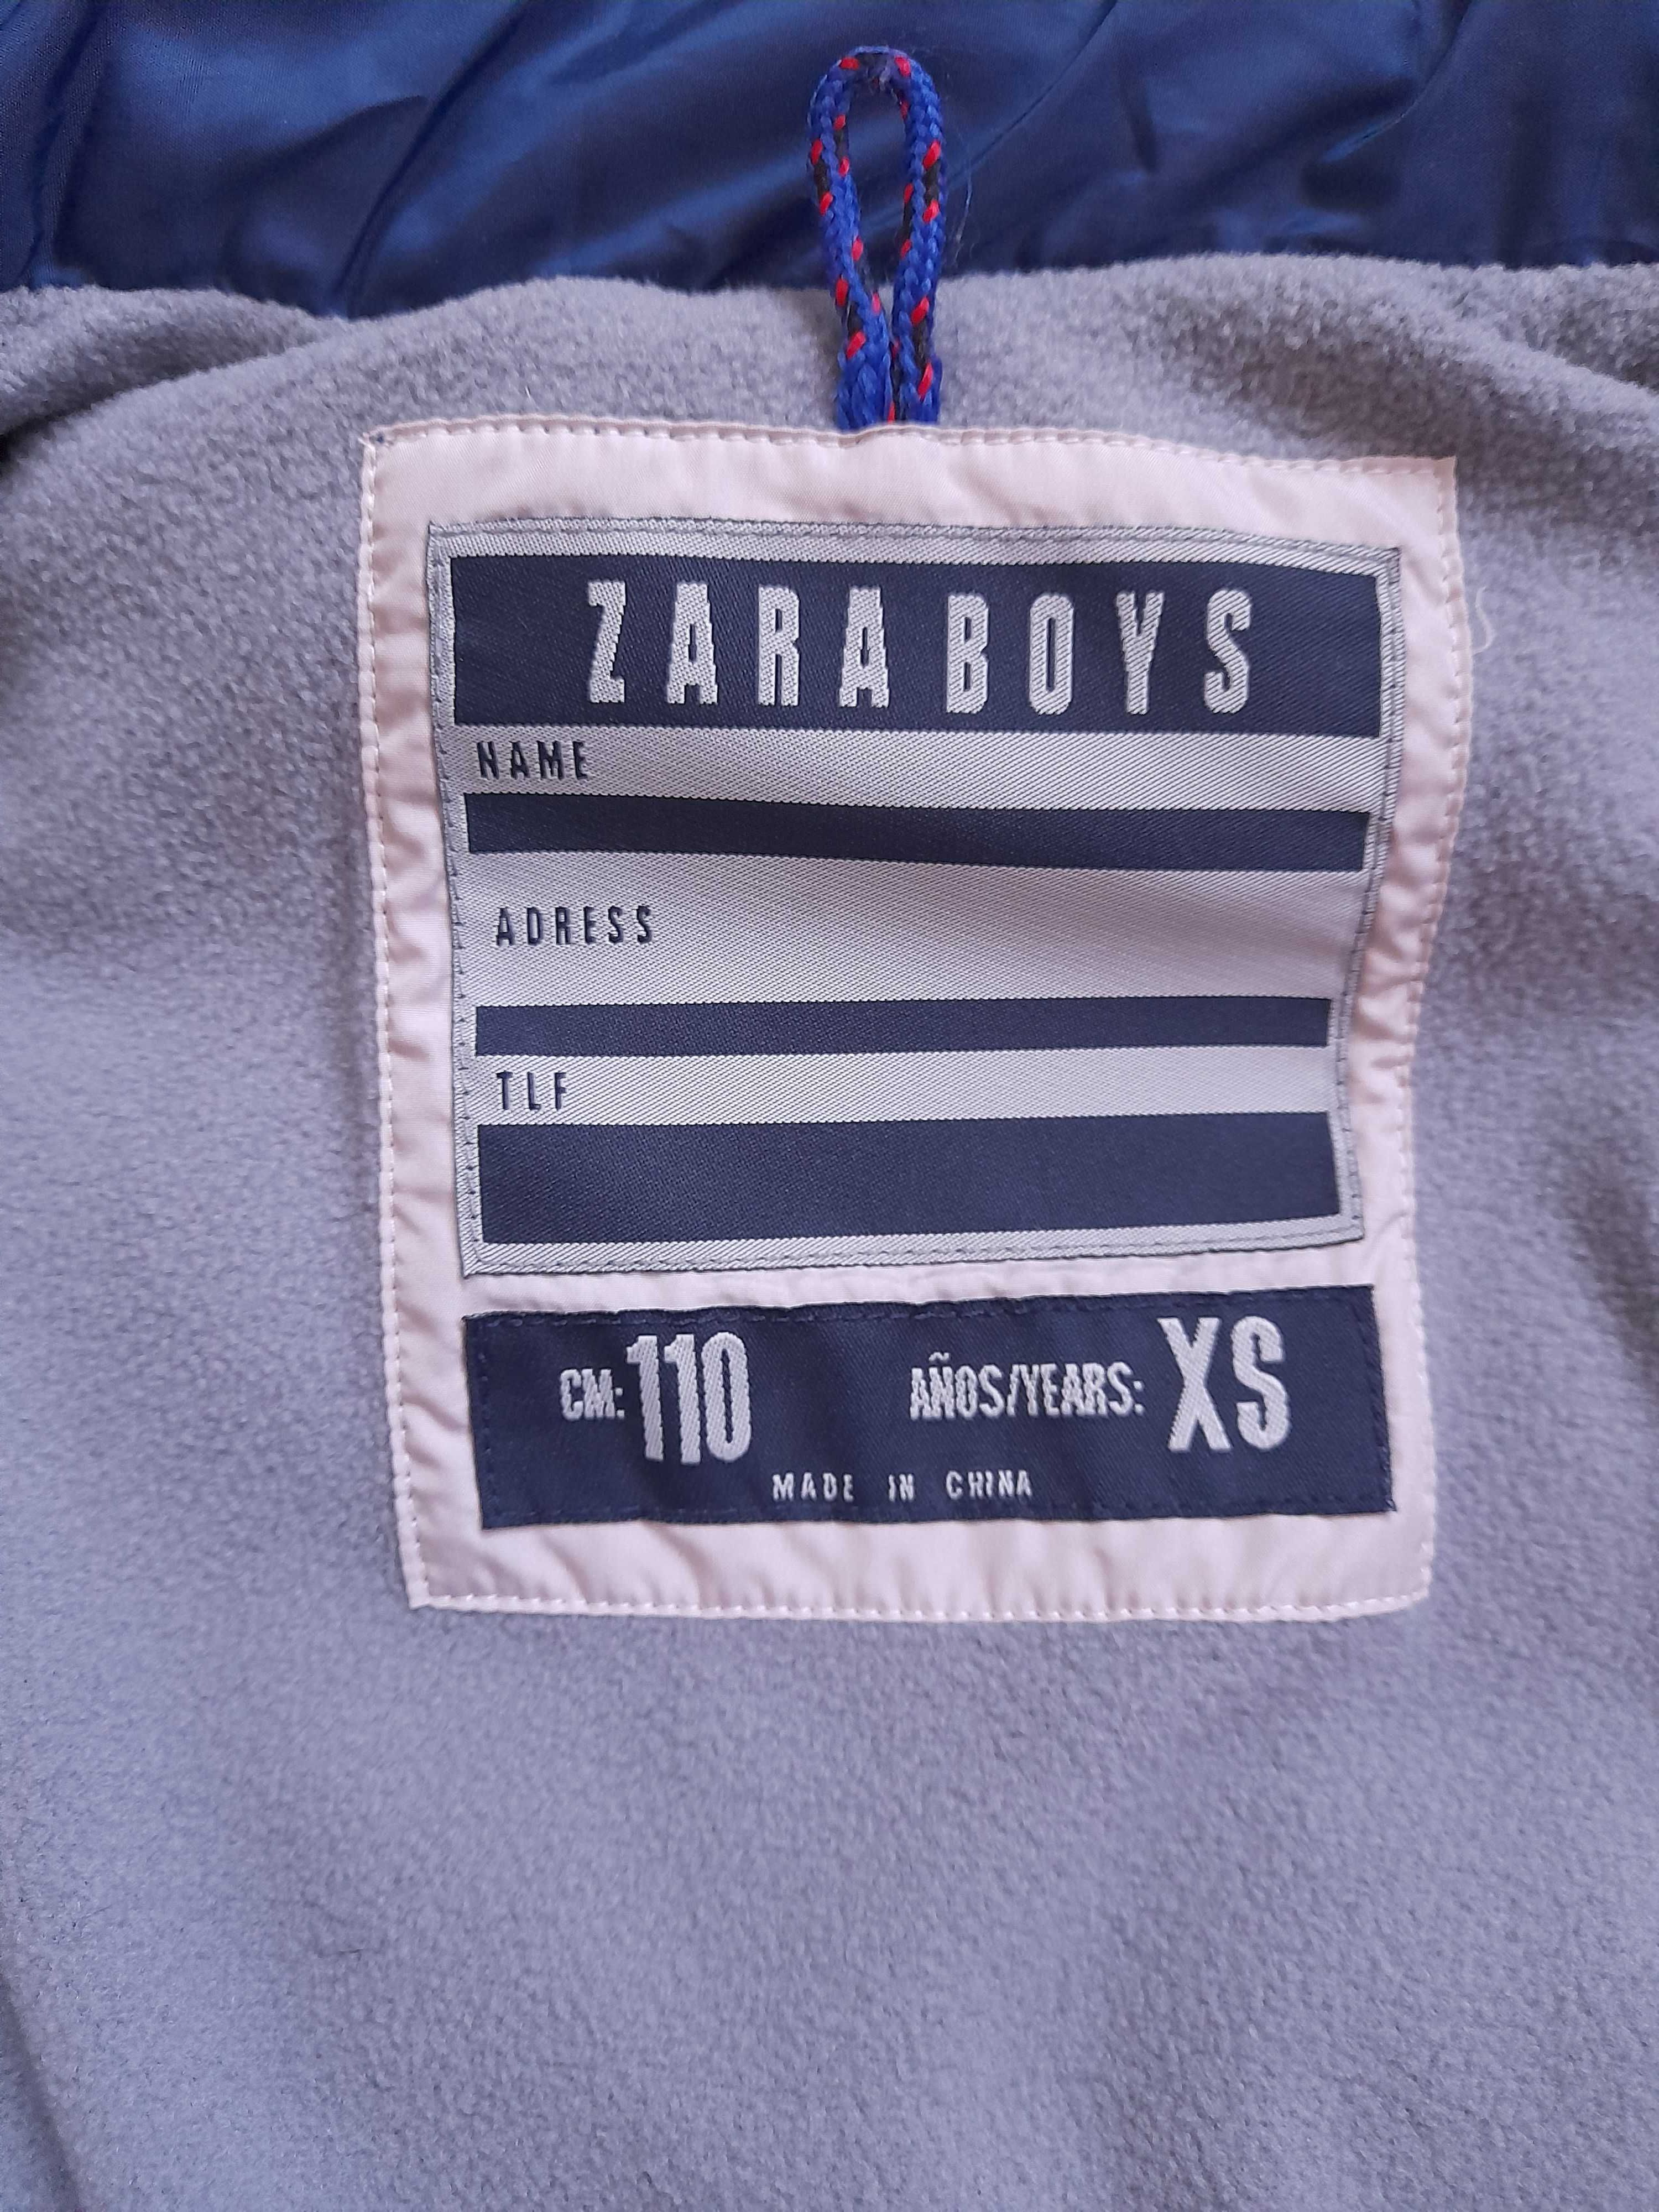 ZARA BOYS
NAME
ADRESS
TLF
CM: 110 AÑOS/YEARS: XS
MADE IN CHINA